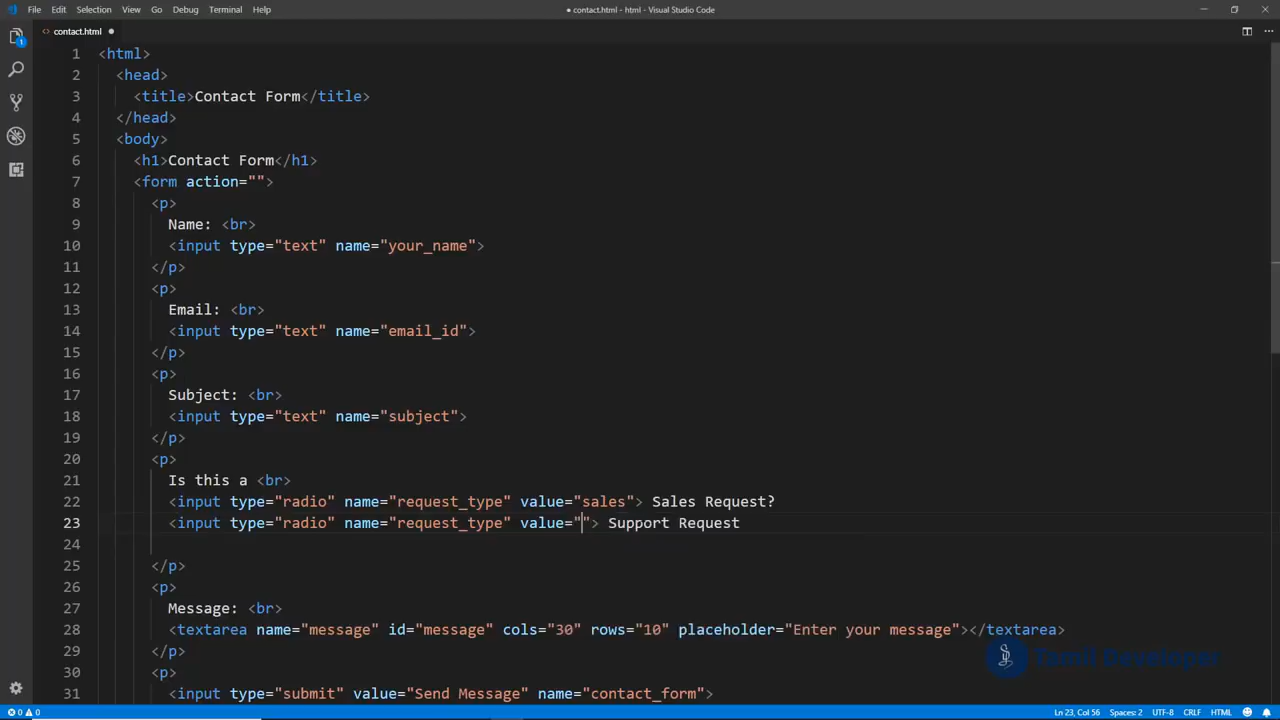 File Edit Selection View Go Debug Terminal Help
● contact.html - html - Visual Studio Code
<> contact.html ●
1
1 <html>
2 <head>
3 <title>Contact Form</title>
4 </head>
5 <body>
6 <h1>Contact Form</h1>
7 <form action="">
8 <p>
9 Name: <br>
10 <input type="text" name="your_name">
11 </p>
12 <p>
13 Email: <br>
14 <input type="text" name="email_id">
15 </p>
16 <p>
17 Subject: <br>
18 <input type="text" name="subject">
19 </p>
20 <p>
21 Is this a <br>
22 <input type="radio" name="request_type" value="sales"> Sales Request?
23 <input type="radio" name="request_type" value=""> Support Request
24
25 </p>
26 <p>
27 Message: <br>
28 <textarea name="message" id="message" cols="30" rows="10" placeholder="Enter your message"></textarea>
29 </p>
30 <p>
31 <input type="submit" value="Send Message" name="contact_form">
Tamil Developer
0 0 Ln 23, Col 56 Spaces: 2 UTF-8 CRLF HTML